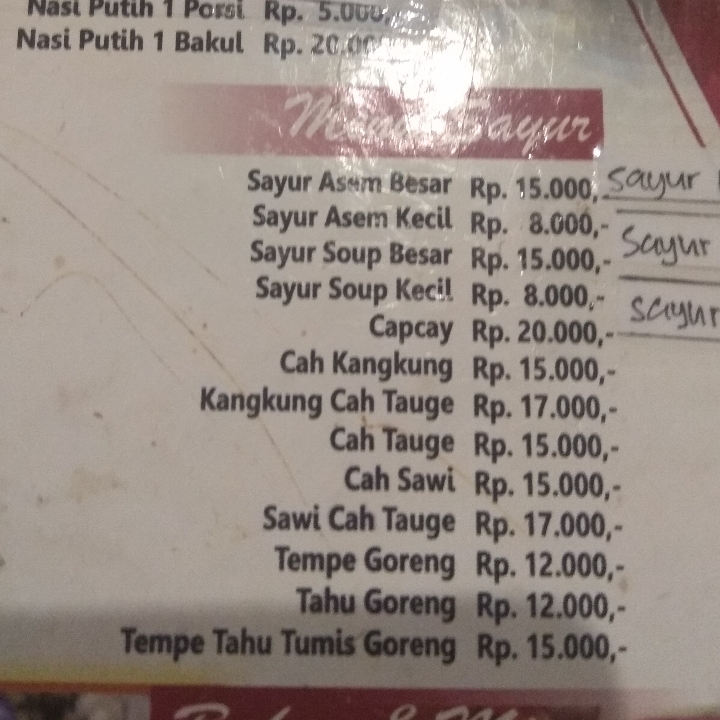 Nasi Putih 1 Porsi Rp. 5.000,
Nasi Putih 1 Bakul Rp. 20.00
Menu Sayur
Sayur Asem Besar Rp. 15.000, Sayur
Sayur Asem Kecil Rp. 8.000,- Sayur
Sayur Soup Besar Rp. 15.000,-
Sayur Soup Kecil Rp. 8.000,- Sayur
Capcay Rp. 20.000,-
Cah Kangkung Rp. 15.000,-
Kangkung Cah Tauge Rp. 17.000,-
Cah Tauge Rp. 15.000,-
Cah Sawi Rp. 15.000,-
Sawi Cah Tauge Rp. 17.000,-
Tempe Goreng Rp. 12.000,-
Tahu Goreng Rp. 12.000,-
Tempe Tahu Tumis Goreng Rp. 15.000,-